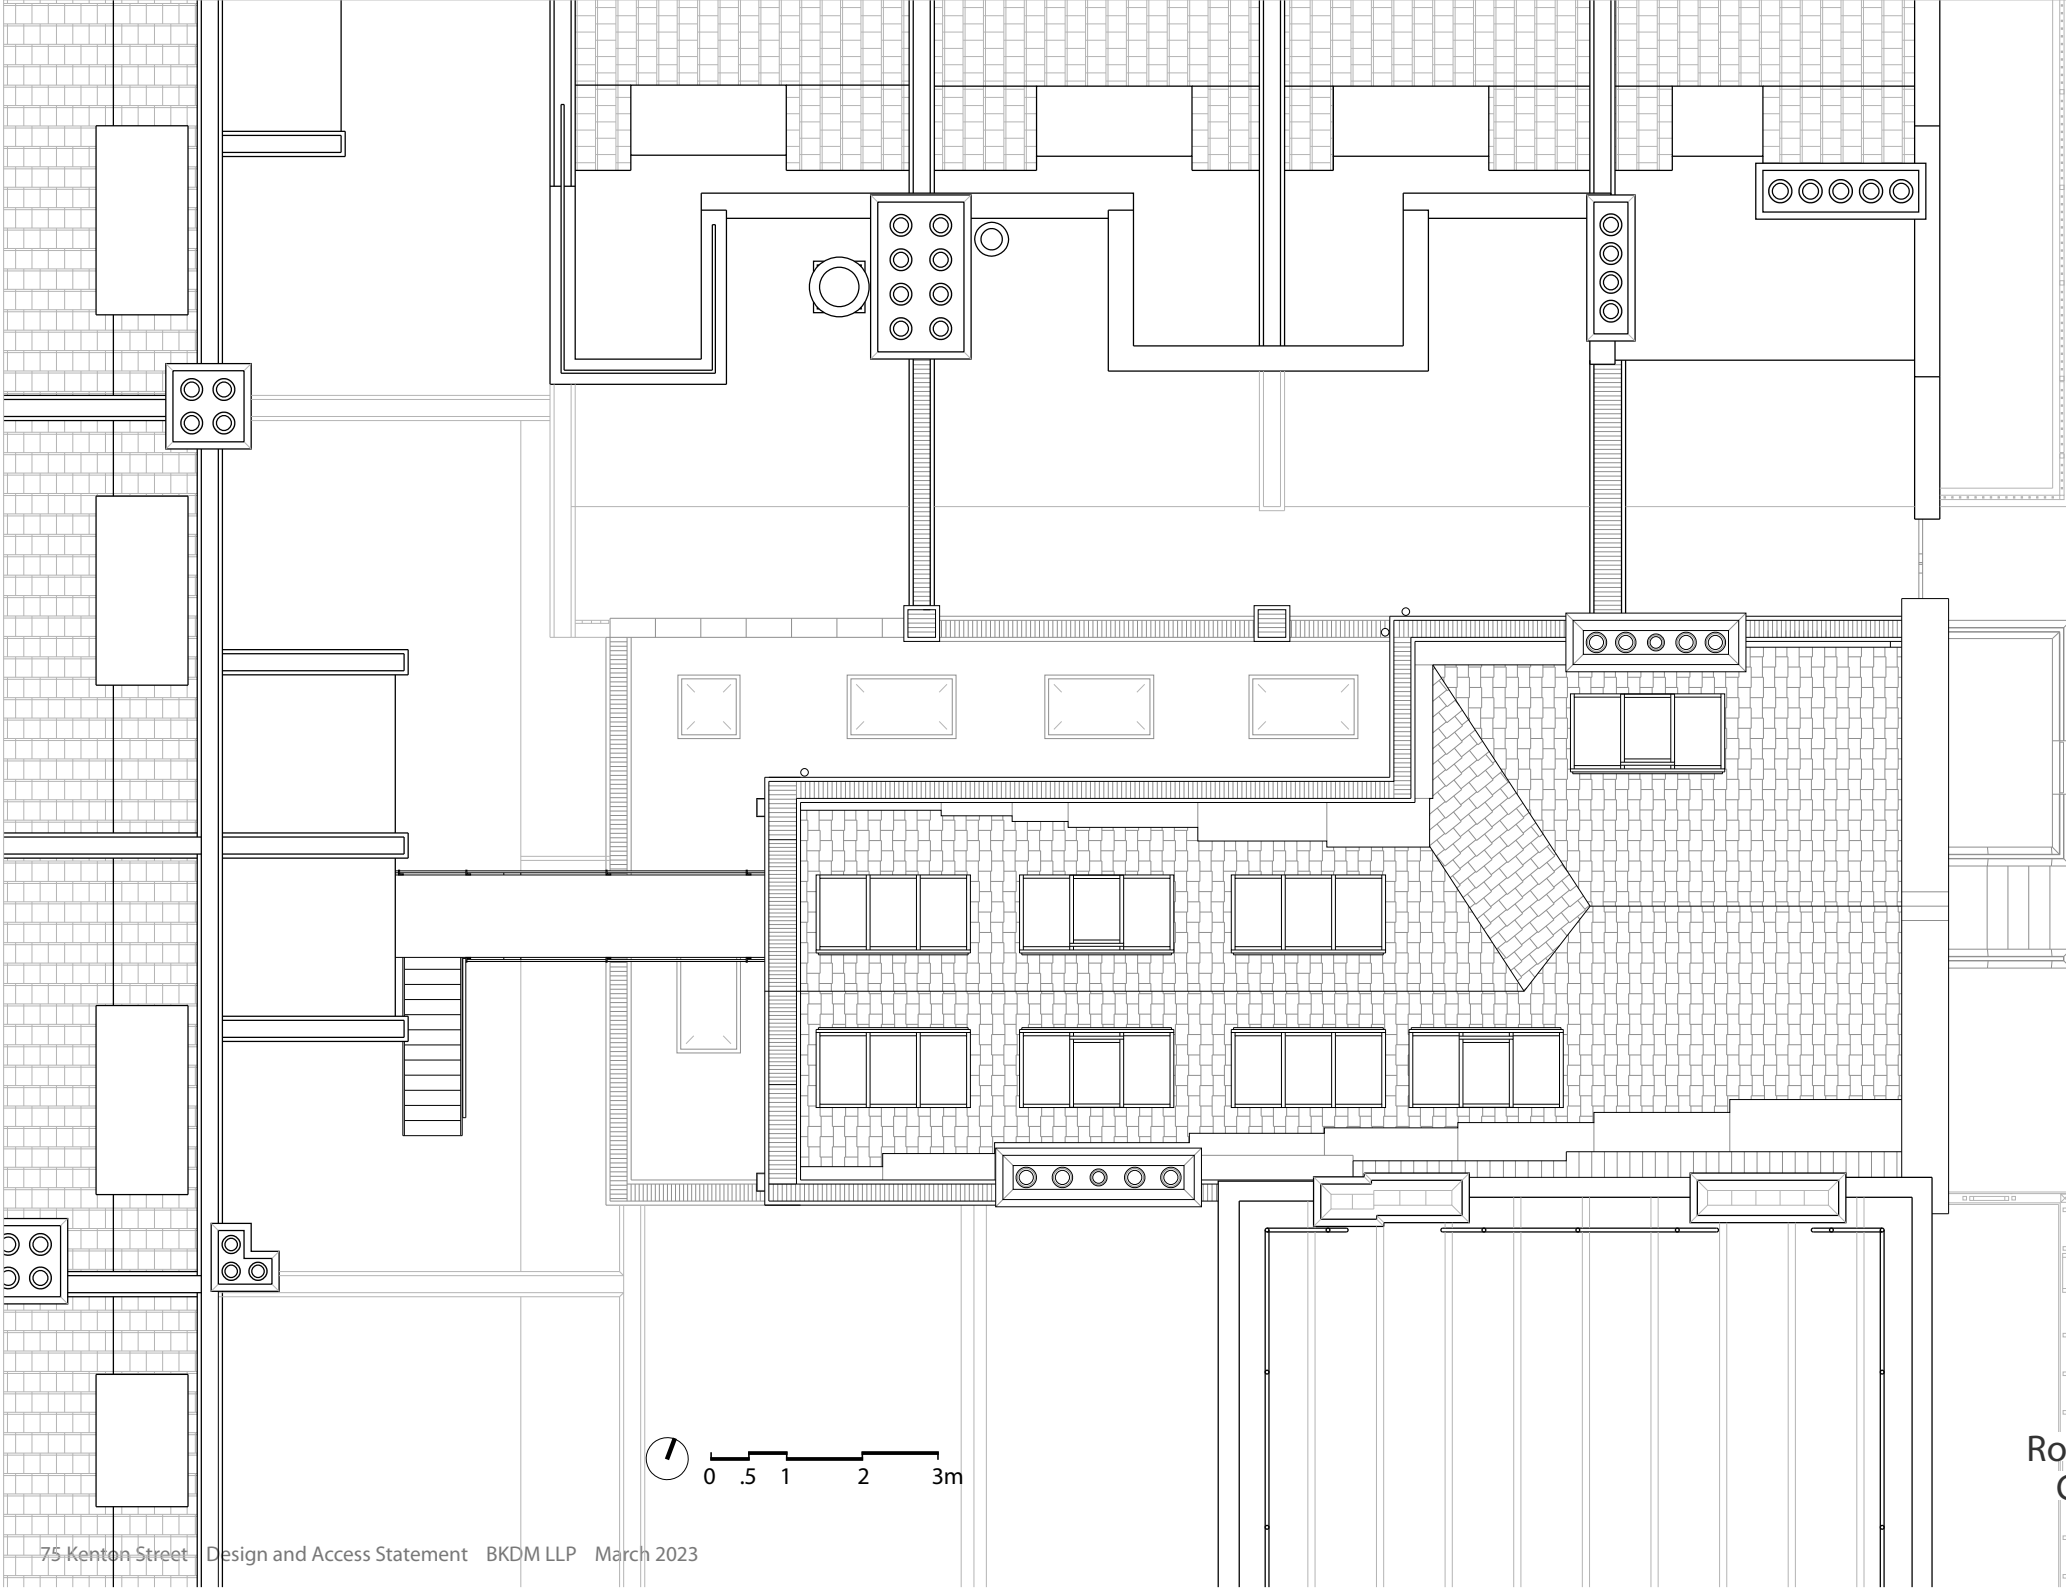 Ro
0 .5 1 2 3m
75 Kenton Street Design and Access Statement BKDM LLP March 2023